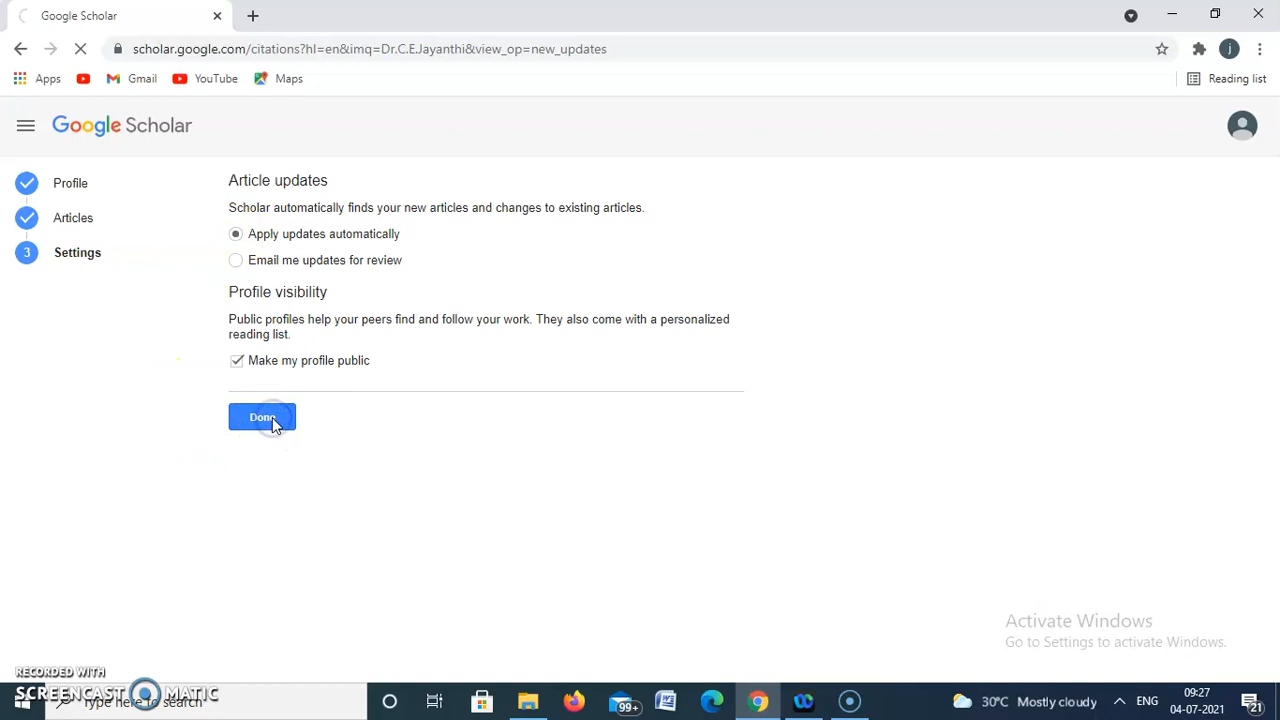 Google Scholar
scholar.google.com/citations?hl=en&imq=Dr.C.E.Jayanthi&view_op=new_updates
j
Apps
Gmail
YouTube
Maps
Reading list
Google Scholar
Profile
Articles
3 Settings
Article updates
Scholar automatically finds your new articles and changes to existing articles.
Apply updates automatically
Email me updates for review
Profile visibility
Public profiles help your peers find and follow your work. They also come with a personalized
reading list.
Make my profile public
Done
Activate Windows
Go to Settings to activate Windows.
RECORDED WITH
SCREENCAST MATIC
Type here to search
99+
30°C Mostly cloudy
ENG
09:27
04-07-2021
21